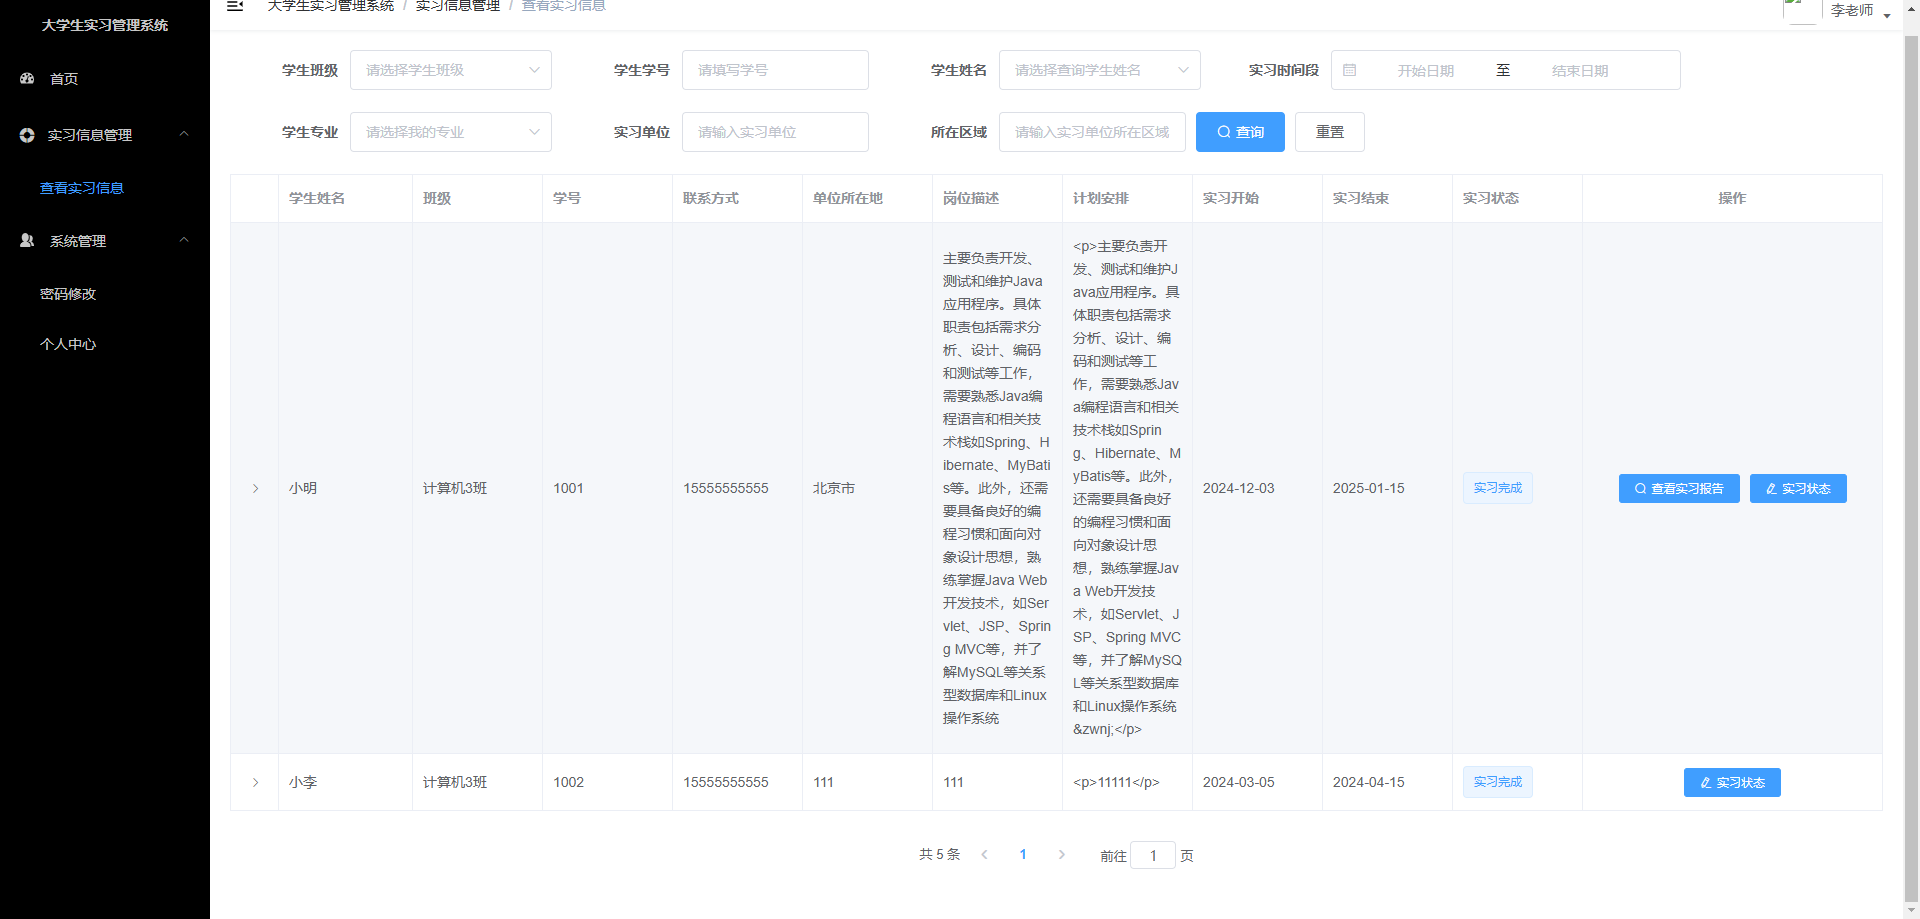 大学生实习管理系统
首页
实习信息管理
查看实习信息
系统管理
密码修改
个人中心
大学生实习管理系统 / 实习信息管理 / 查看实习信息
李老师
学生班级 请选择学生班级 学生学号 请填写学号 学生姓名 请选择查询学生姓名 实习时间段 开始日期 至 结束日期
学生专业 请选择我的专业 实习单位 请输入实习单位 所在区域 请输入实习单位所在区域 查询 重置
学生姓名 班级 学号 联系方式 单位所在地 岗位描述 计划安排 实习开始 实习结束 实习状态 操作
小明 计算机3班 1001 15555555555 北京市
主要负责开发、
测试和维护Java
应用程序。具体
职责包括需求分
析、设计、编码
和测试等工作，
需要熟悉Java编
程语言和相关技
术栈如Spring、H
ibernate、MyBati
s等。此外，还需
要具备良好的编
程习惯和面向对
象设计思想，熟
练掌握Java Web
开发技术，如Ser
vlet、JSP、Sprin
g MVC等，并了
解MySQL等关系
型数据库和Linux
操作系统
<p>主要负责开
发、测试和维护J
ava应用程序。具
体职责包括需求
分析、设计、编
码和测试等工
作，需要熟悉Jav
a编程语言和相关
技术栈如Sprin
g、Hibernate、M
yBatis等。此外，
还需要具备良好
的编程习惯和面
向对象设计思
想，熟练掌握Jav
a Web开发技
术，如Servlet、J
SP、Spring MVC
等，并了解MySQ
L等关系型数据库
和Linux操作系统
&zwnj;</p>
2024-12-03 2025-01-15 实习完成 查看实习报告 实习状态
小李 计算机3班 1002 15555555555 111 111 <p>11111</p> 2024-03-05 2024-04-15 实习完成 实习状态
共 5 条 1 前往 1 页